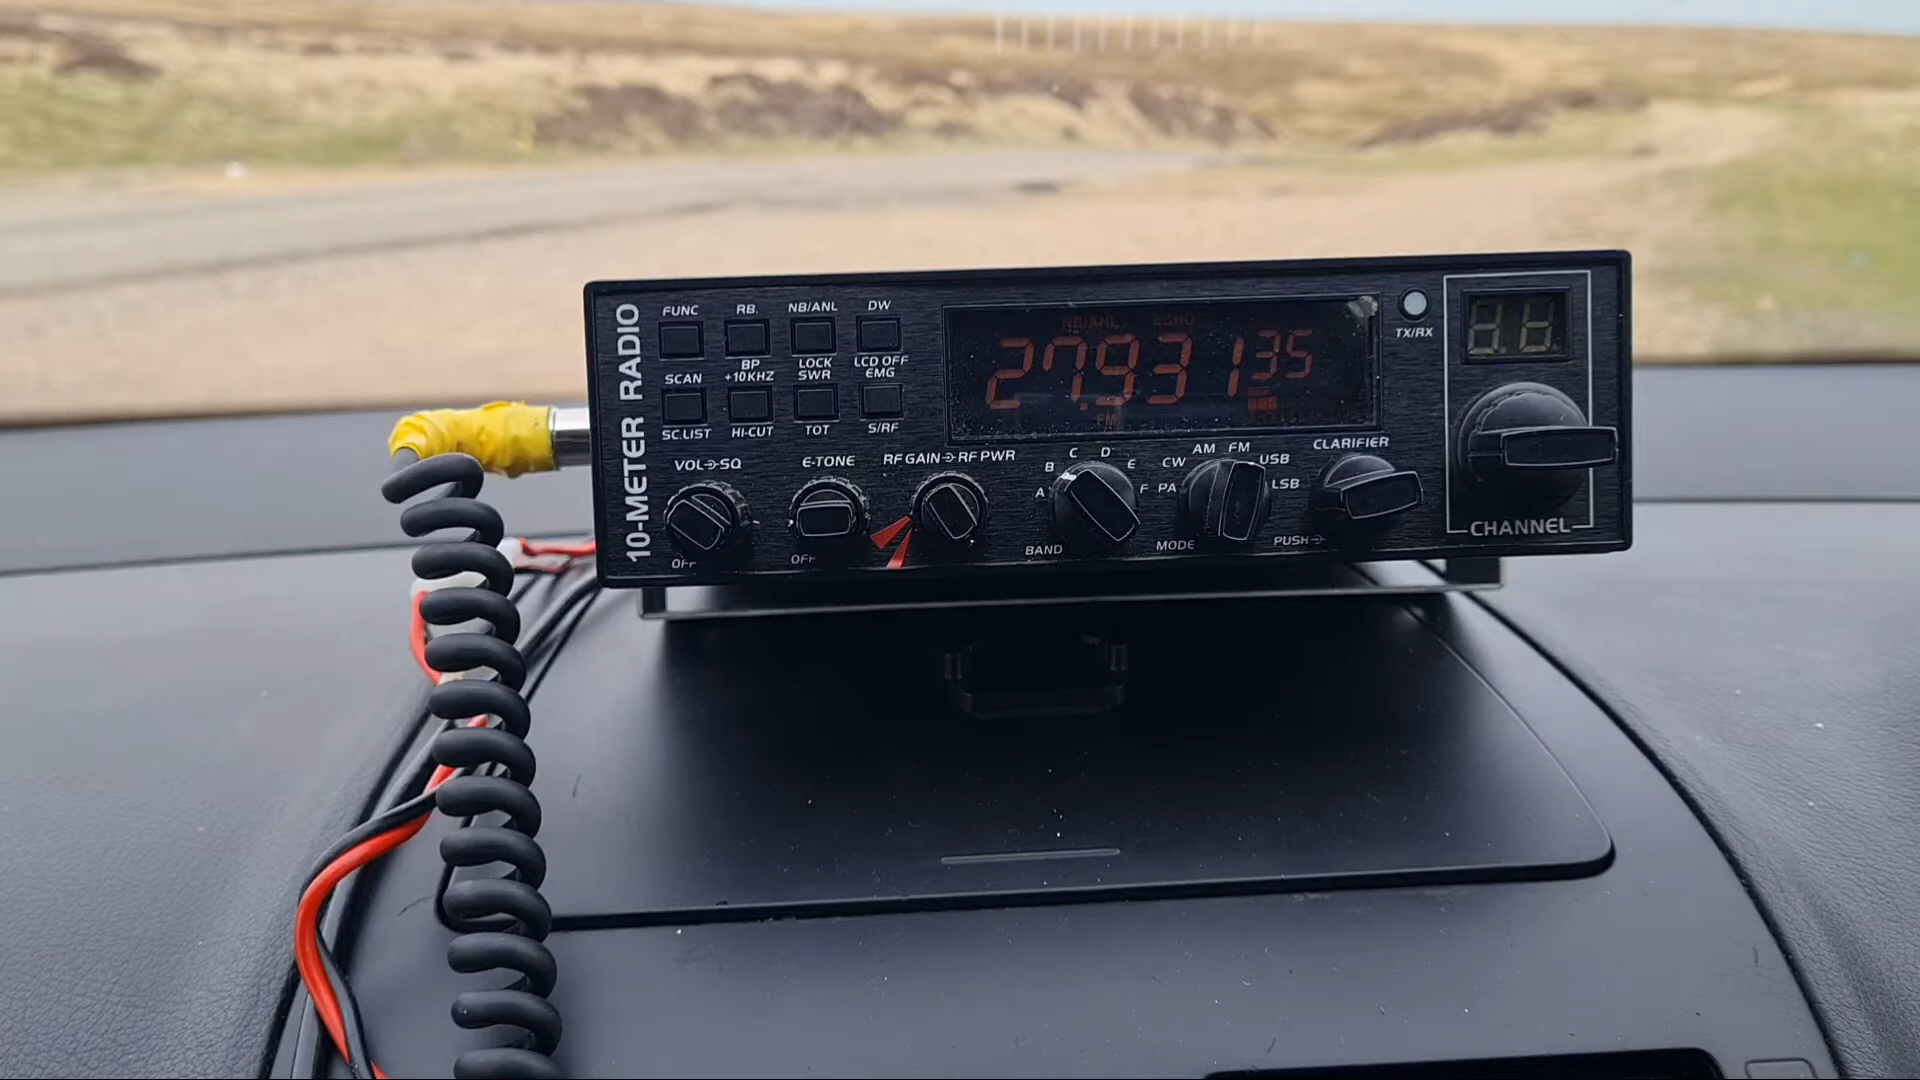 10-METER RADIO
FUNC RB. NB/ANL DW
SCAN BP +10KHZ LOCK SWR LCD OFF EMG
SC.LIST HI-CUT TOT S/RF
NB/ANL ECHO
27.931 35
FM
TX/RX
VOL SQ E-TONE RF GAIN RF PWR
OFF OFF
A B C D E F
BAND
PA CW AM FM USB LSB
MODE
CLARIFIER
PUSH
CHANNEL